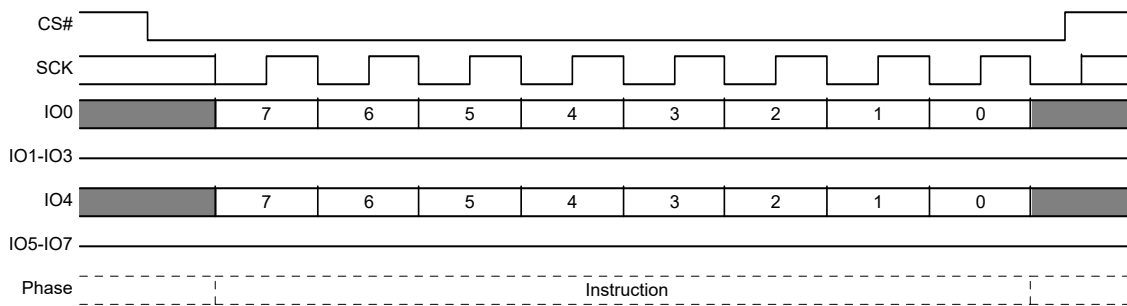 CS#
SCK
IO0 7 6 5 4 3 2 1 0
IO1-IO3
IO4 7 6 5 4 3 2 1 0
IO5-IO7
Phase Instruction